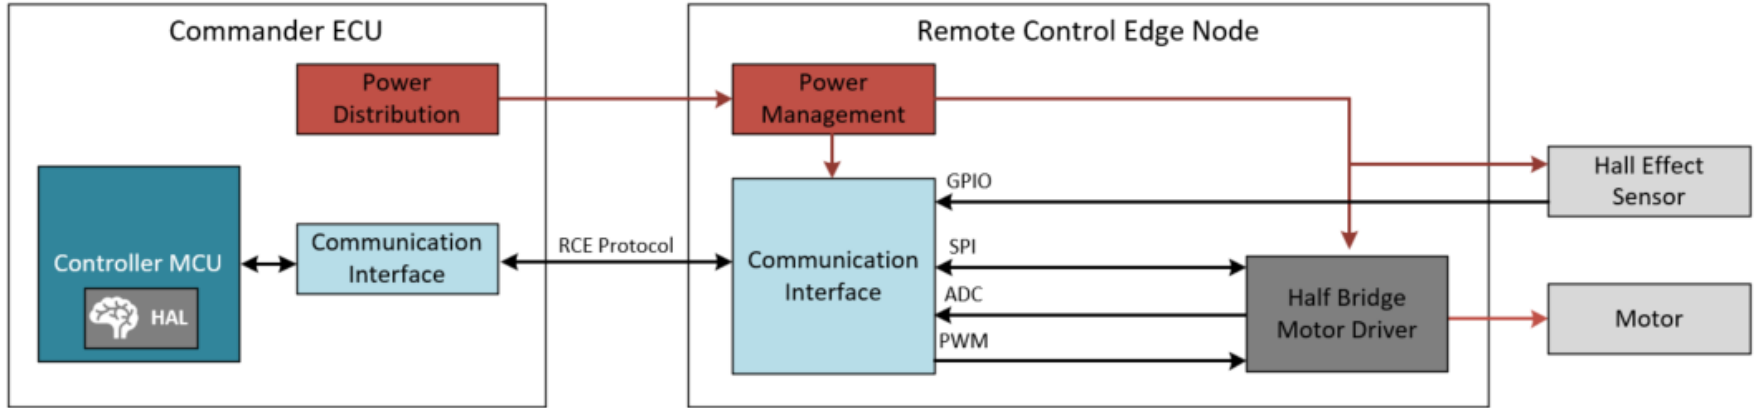 Commander ECU
Remote Control Edge Node
Power
Distribution
Power
Management
Hall Effect
Sensor
GPIO
Communication
Interface
RCE Protocol
Communication
Interface
SPI
ADC
PWM
Controller MCU
HAL
Half Bridge
Motor Driver
Motor